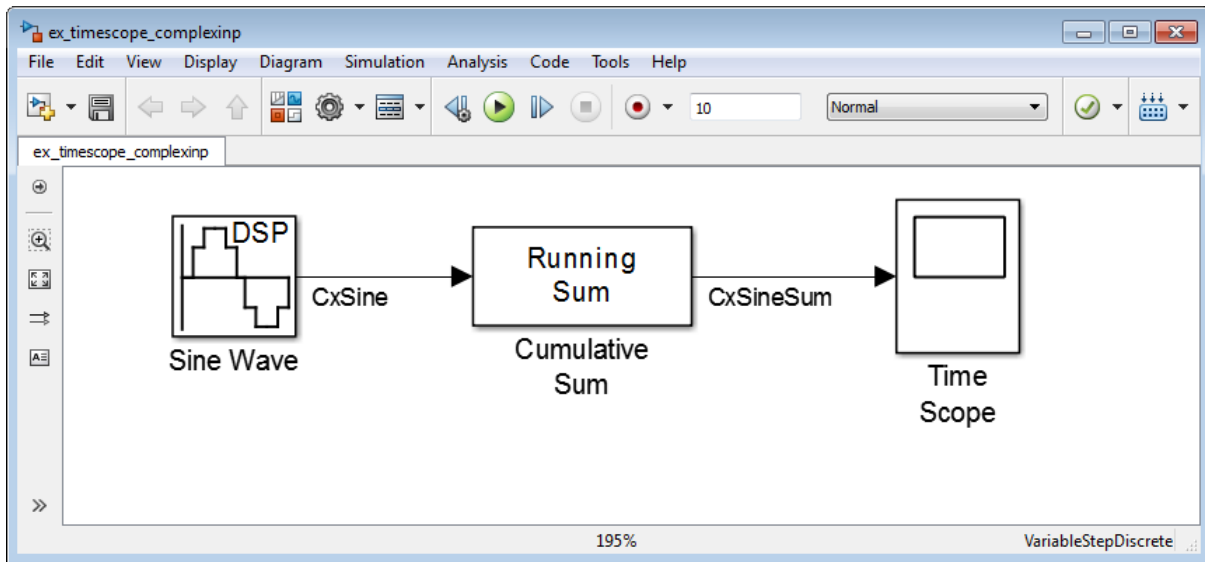 ex_timescope_complexinp
File Edit View Display Diagram Simulation Analysis Code Tools Help
10 Normal
ex_timescope_complexinp
DSP
Running
Sum
CxSine
CxSineSum
Sine Wave
Cumulative
Sum
Time
Scope
195% VariableStepDiscrete